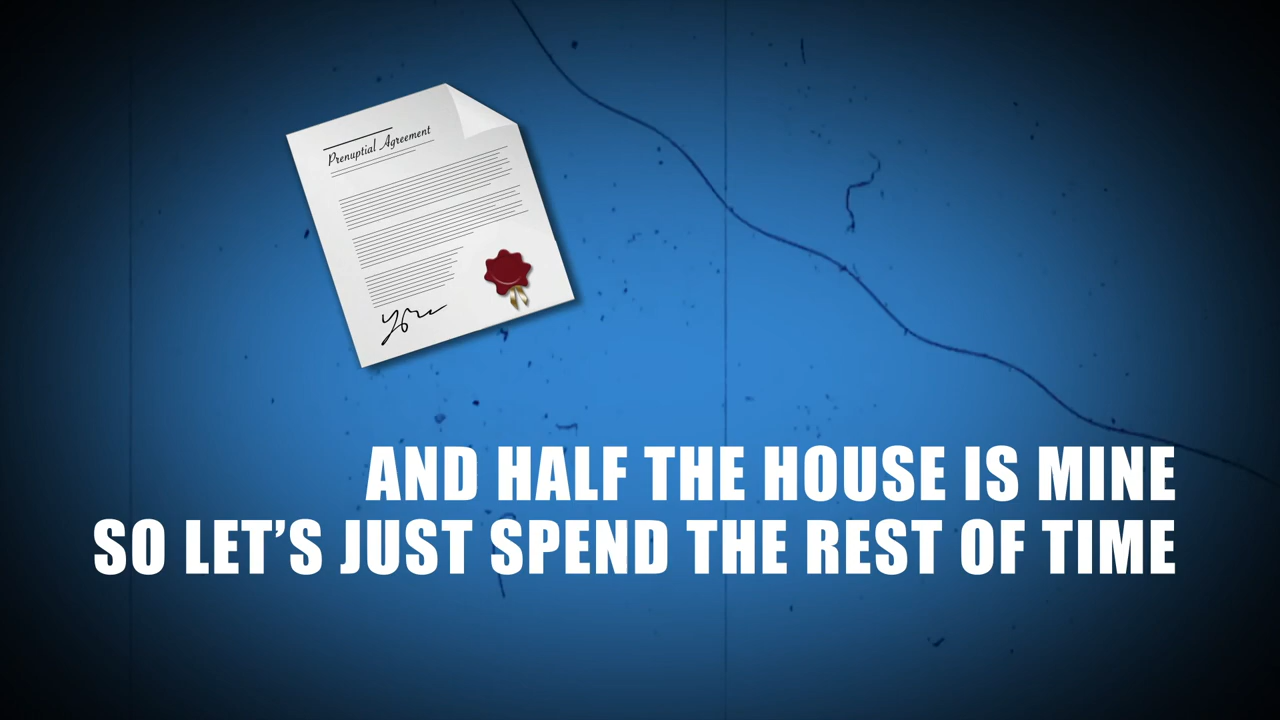 Prenuptial Agreement
AND HALF THE HOUSE IS MINE
SO LET’S JUST SPEND THE REST OF TIME